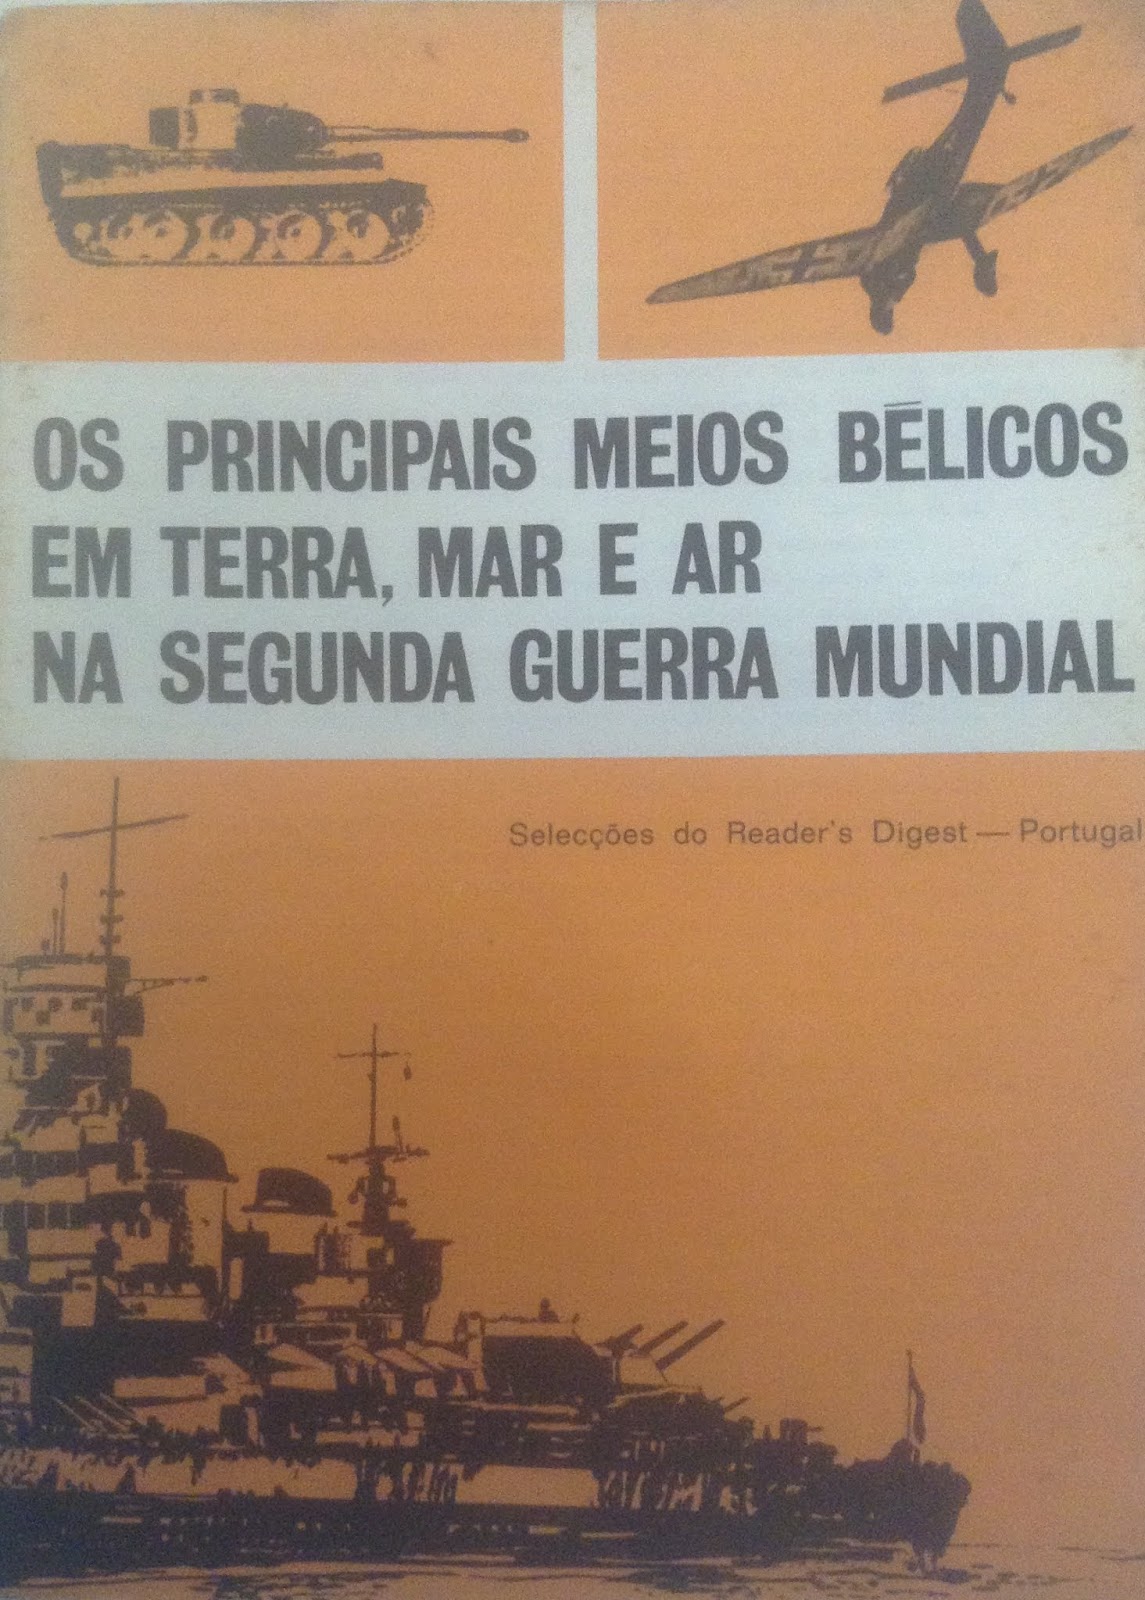 OS PRINCIPAIS MEIOS BÉLICOS
EM TERRA, MAR E AR
NA SEGUNDA GUERRA MUNDIAL
Selecções do Reader's Digest — Portugal